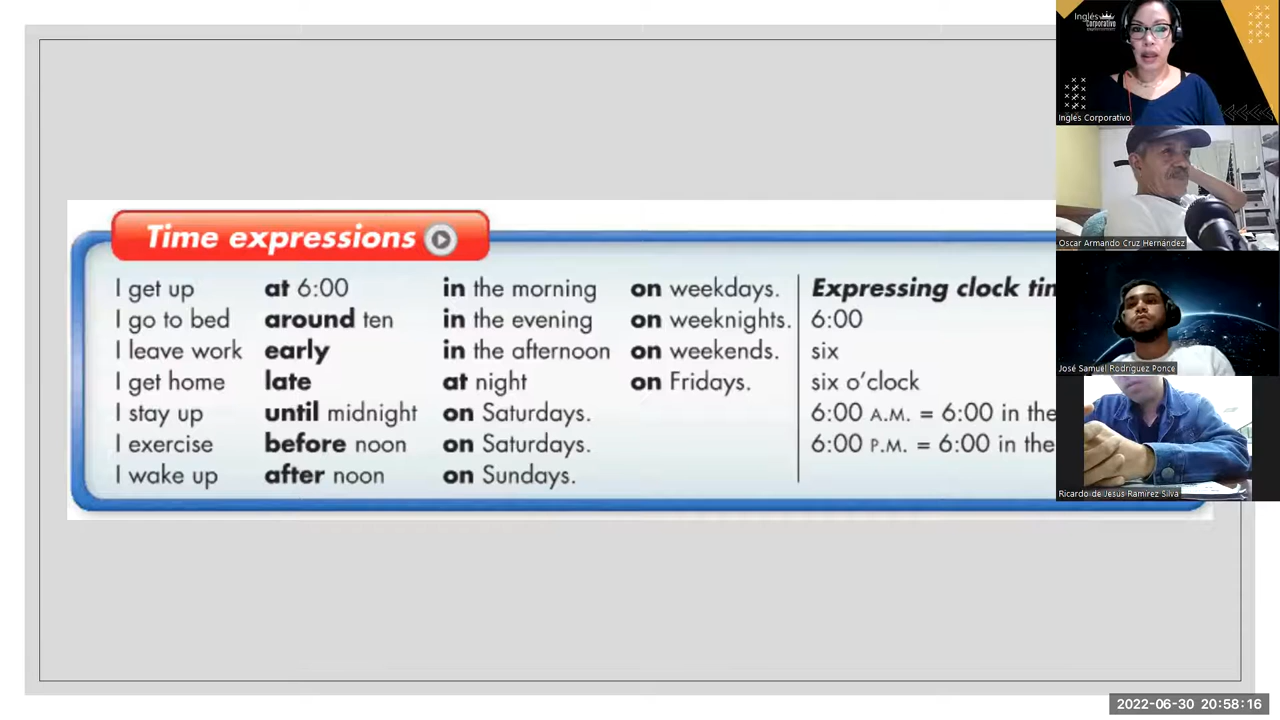 Time expressions
I get up at 6:00 in the morning on weekdays.
I go to bed around ten in the evening on weeknights.
I leave work early in the afternoon on weekends.
I get home late at night on Fridays.
I stay up until midnight on Saturdays.
I exercise before noon on Saturdays.
I wake up after noon on Sundays.
Expressing clock tim
6:00
six
six o'clock
6:00 A.M. = 6:00 in the
6:00 P.M. = 6:00 in the
Inglés
Corporativo
Inglés Corporativo
Oscar Armando Cruz Hernández
José Samuel Rodríguez Ponce
Ricardo de Jesús Ramírez Silva
2022-06-30 20:58:16